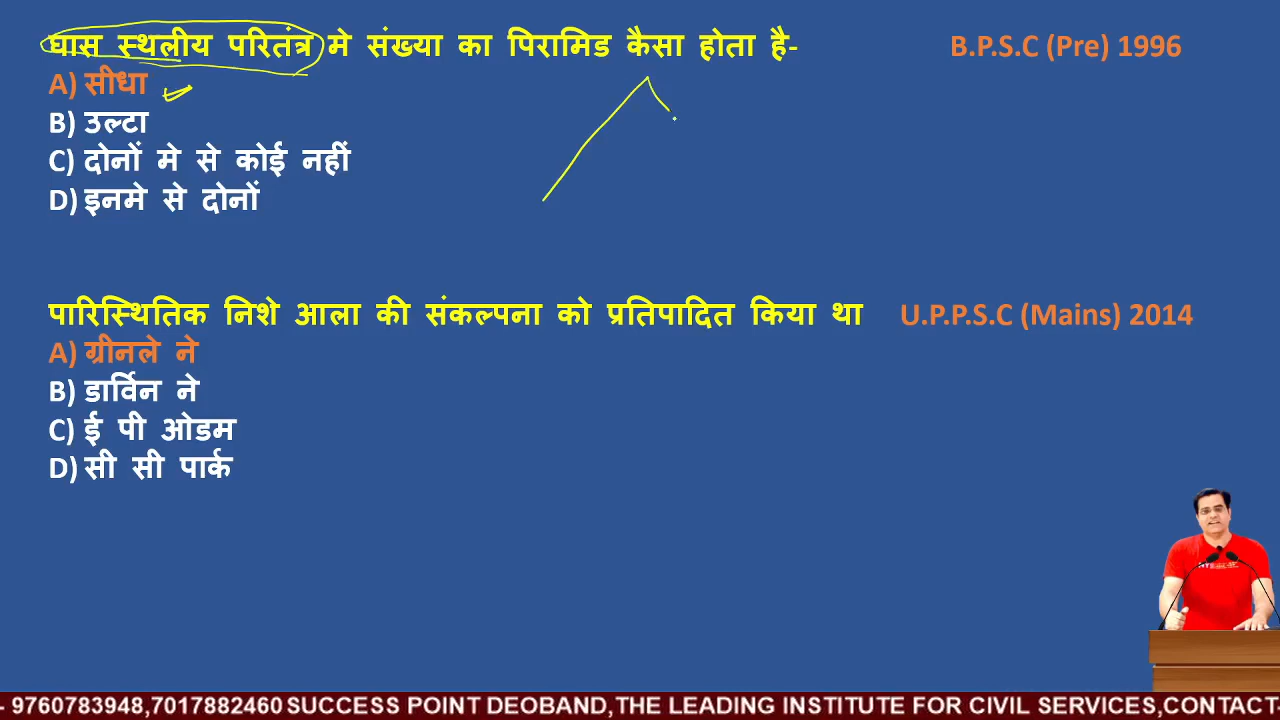 घास स्थलीय परितंत्र मे संख्या का पिरामिड कैसा होता है- B.P.S.C (Pre) 1996
A) सीधा
B) उल्टा
C) दोनों मे से कोई नहीं
D) इनमे से दोनों
पारिस्थितिक निशे आला की संकल्पना को प्रतिपादित किया था U.P.P.S.C (Mains) 2014
A) ग्रीनले ने
B) डार्विन ने
C) ई पी ओडम
D) सी सी पार्क
- 9760783948,7017882460 SUCCESS POINT DEOBAND,THE LEADING INSTITUTE FOR CIVIL SERVICES,CONTACT-